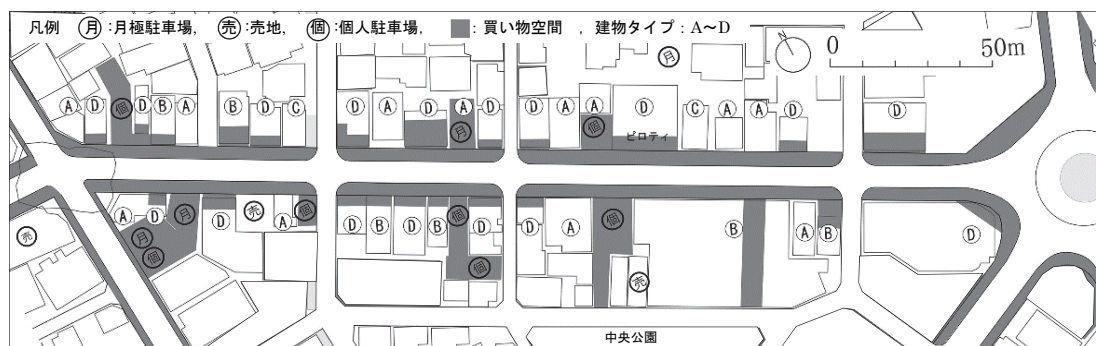 凡例 月:月極駐車場, 売:売地, 個:個人駐車場, :買い物空間 , 建物タイプ:A〜D
N 0 50m
月
A D 個 D B A B D C D A D A 月 D D A A 個 D C A A D D
ピロティ
A D 月 D 売 A 個 D B D B 個 D D A 個 B A B D
月 個 個 売
売
中央公園